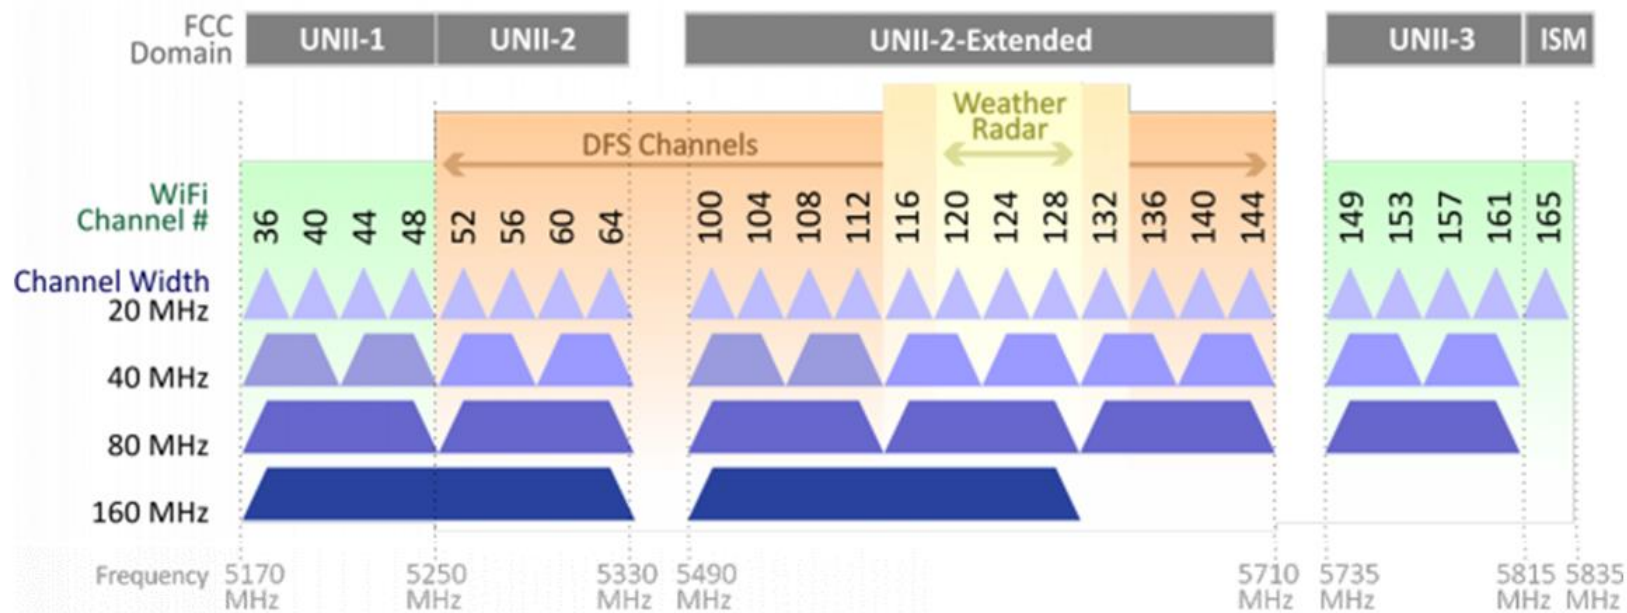 FCC
Domain
UNII-1
UNII-2
UNII-2-Extended
UNII-3
ISM
Weather
Radar
DFS Channels
WiFi
Channel #
36 40 44 48 52 56 60 64 100 104 108 112 116 120 124 128 132 136 140 144 149 153 157 161 165
Channel Width
20 MHz
40 MHz
80 MHz
160 MHz
Frequency
5170
MHz
5250
MHz
5330
MHz
5490
MHz
5710
MHz
5735
MHz
5815
MHz
5835
MHz